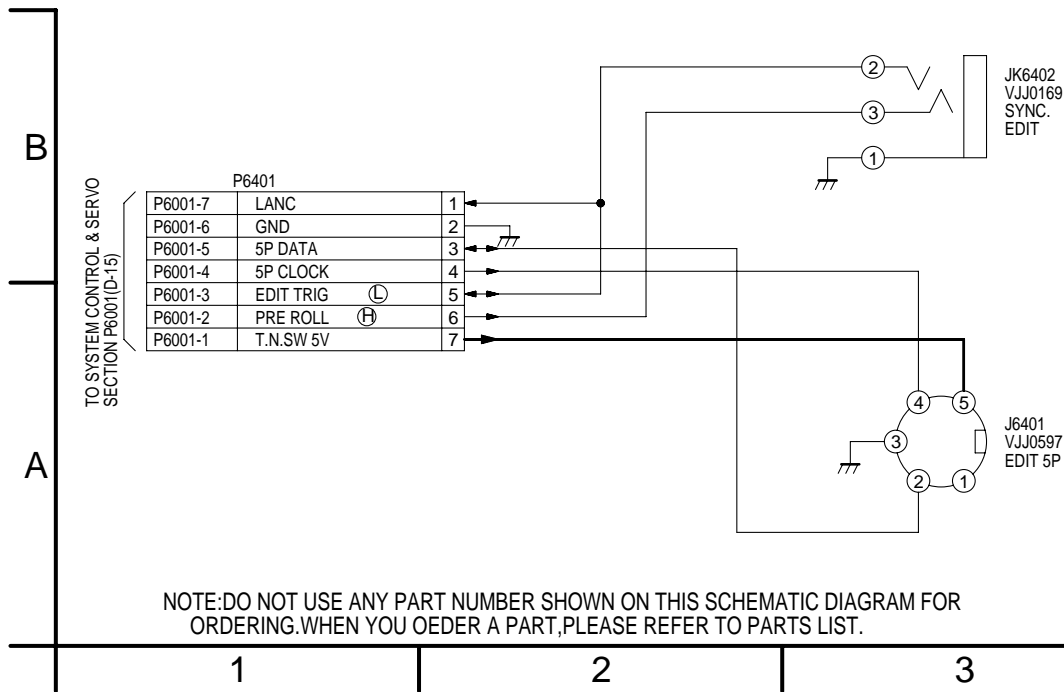 B
A
TO SYSTEM CONTROL & SERVO
SECTION P6001(D-15)
P6401
P6001-7 LANC 1
P6001-6 GND 2
P6001-5 5P DATA 3
P6001-4 5P CLOCK 4
P6001-3 EDIT TRIG L 5
P6001-2 PRE ROLL H 6
P6001-1 T.N.SW 5V 7
2
3
1
JK6402
VJJ0169
SYNC.
EDIT
4 5
3
2 1
J6401
VJJ0597
EDIT 5P
NOTE:DO NOT USE ANY PART NUMBER SHOWN ON THIS SCHEMATIC DIAGRAM FOR
ORDERING.WHEN YOU OEDER A PART,PLEASE REFER TO PARTS LIST.
1 2 3